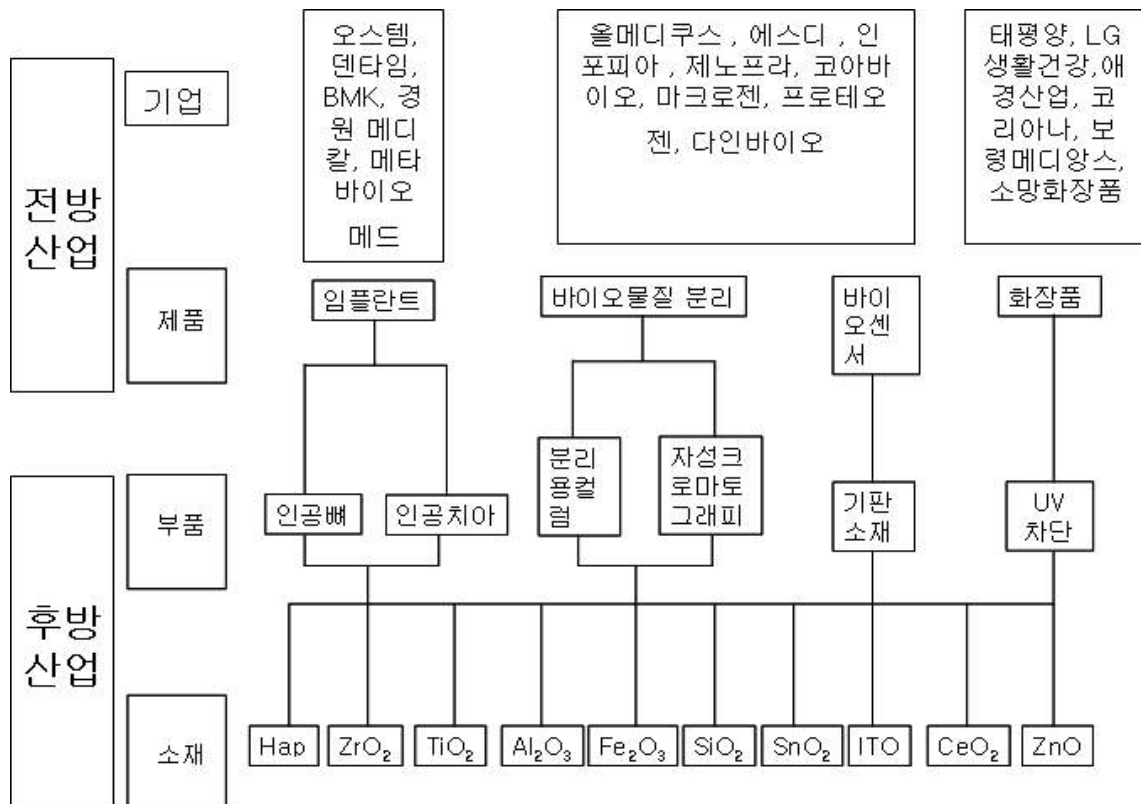 전방
산업
기업
오스템,
덴타임,
BMK, 경
원 메디
칼, 메타
바이오
메드
올메디쿠스 , 에스디 , 인
포피아 , 제노프라, 코아바
이오, 마크로젠, 프로테오
젠, 다인바이오
태평양, LG
생활건강,애
경산업, 코
리아나, 보
령메디앙스,
소망화장품
제품
임플란트
바이오물질 분리
바이
오센
서
화장품
후방
산업
부품
인공뼈
인공치아
분리
용컬
럼
자성크
로마토
그래피
기판
소재
UV
차단
소재
Hap
ZrO₂
TiO₂
Al₂O₃
Fe₂O₃
SiO₂
SnO₂
ITO
CeO₂
ZnO